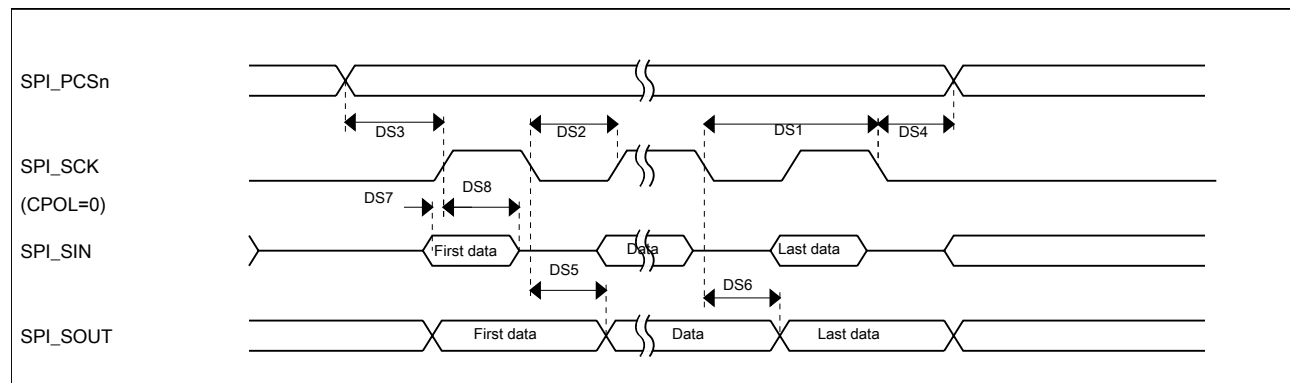 SPI_PCSn
DS3
DS2
DS1
DS4
SPI_SCK
(CPOL=0)
DS7
DS8
SPI_SIN
First data
Data
Last data
DS5
DS6
SPI_SOUT
First data
Data
Last data